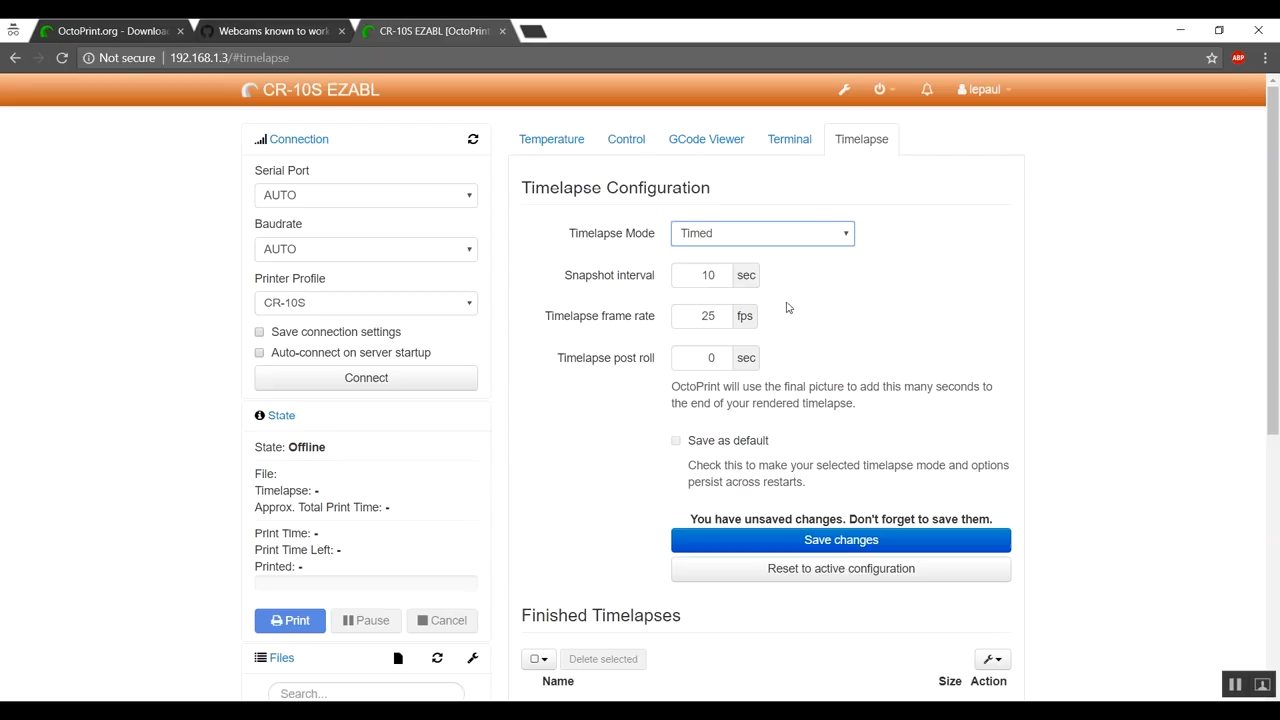 OctoPrint.org - Downloa
Webcams known to work
CR-10S EZABL [OctoPrint
Not secure
192.168.1.3/#timelapse
ABP
CR-10S EZABL
lepaul
Connection
Serial Port
AUTO
Baudrate
AUTO
Printer Profile
CR-10S
Save connection settings
Auto-connect on server startup
Connect
State
State: Offline
File:
Timelapse: -
Approx. Total Print Time: -
Print Time: -
Print Time Left: -
Printed: -
Print
Pause
Cancel
Files
Search...
Temperature
Control
GCode Viewer
Terminal
Timelapse
Timelapse Configuration
Timelapse Mode
Timed
Snapshot interval
10 sec
Timelapse frame rate
25 fps
Timelapse post roll
0 sec
OctoPrint will use the final picture to add this many seconds to
the end of your rendered timelapse.
Save as default
Check this to make your selected timelapse mode and options
persist across restarts.
You have unsaved changes. Don't forget to save them.
Save changes
Reset to active configuration
Finished Timelapses
Delete selected
Name
Size
Action